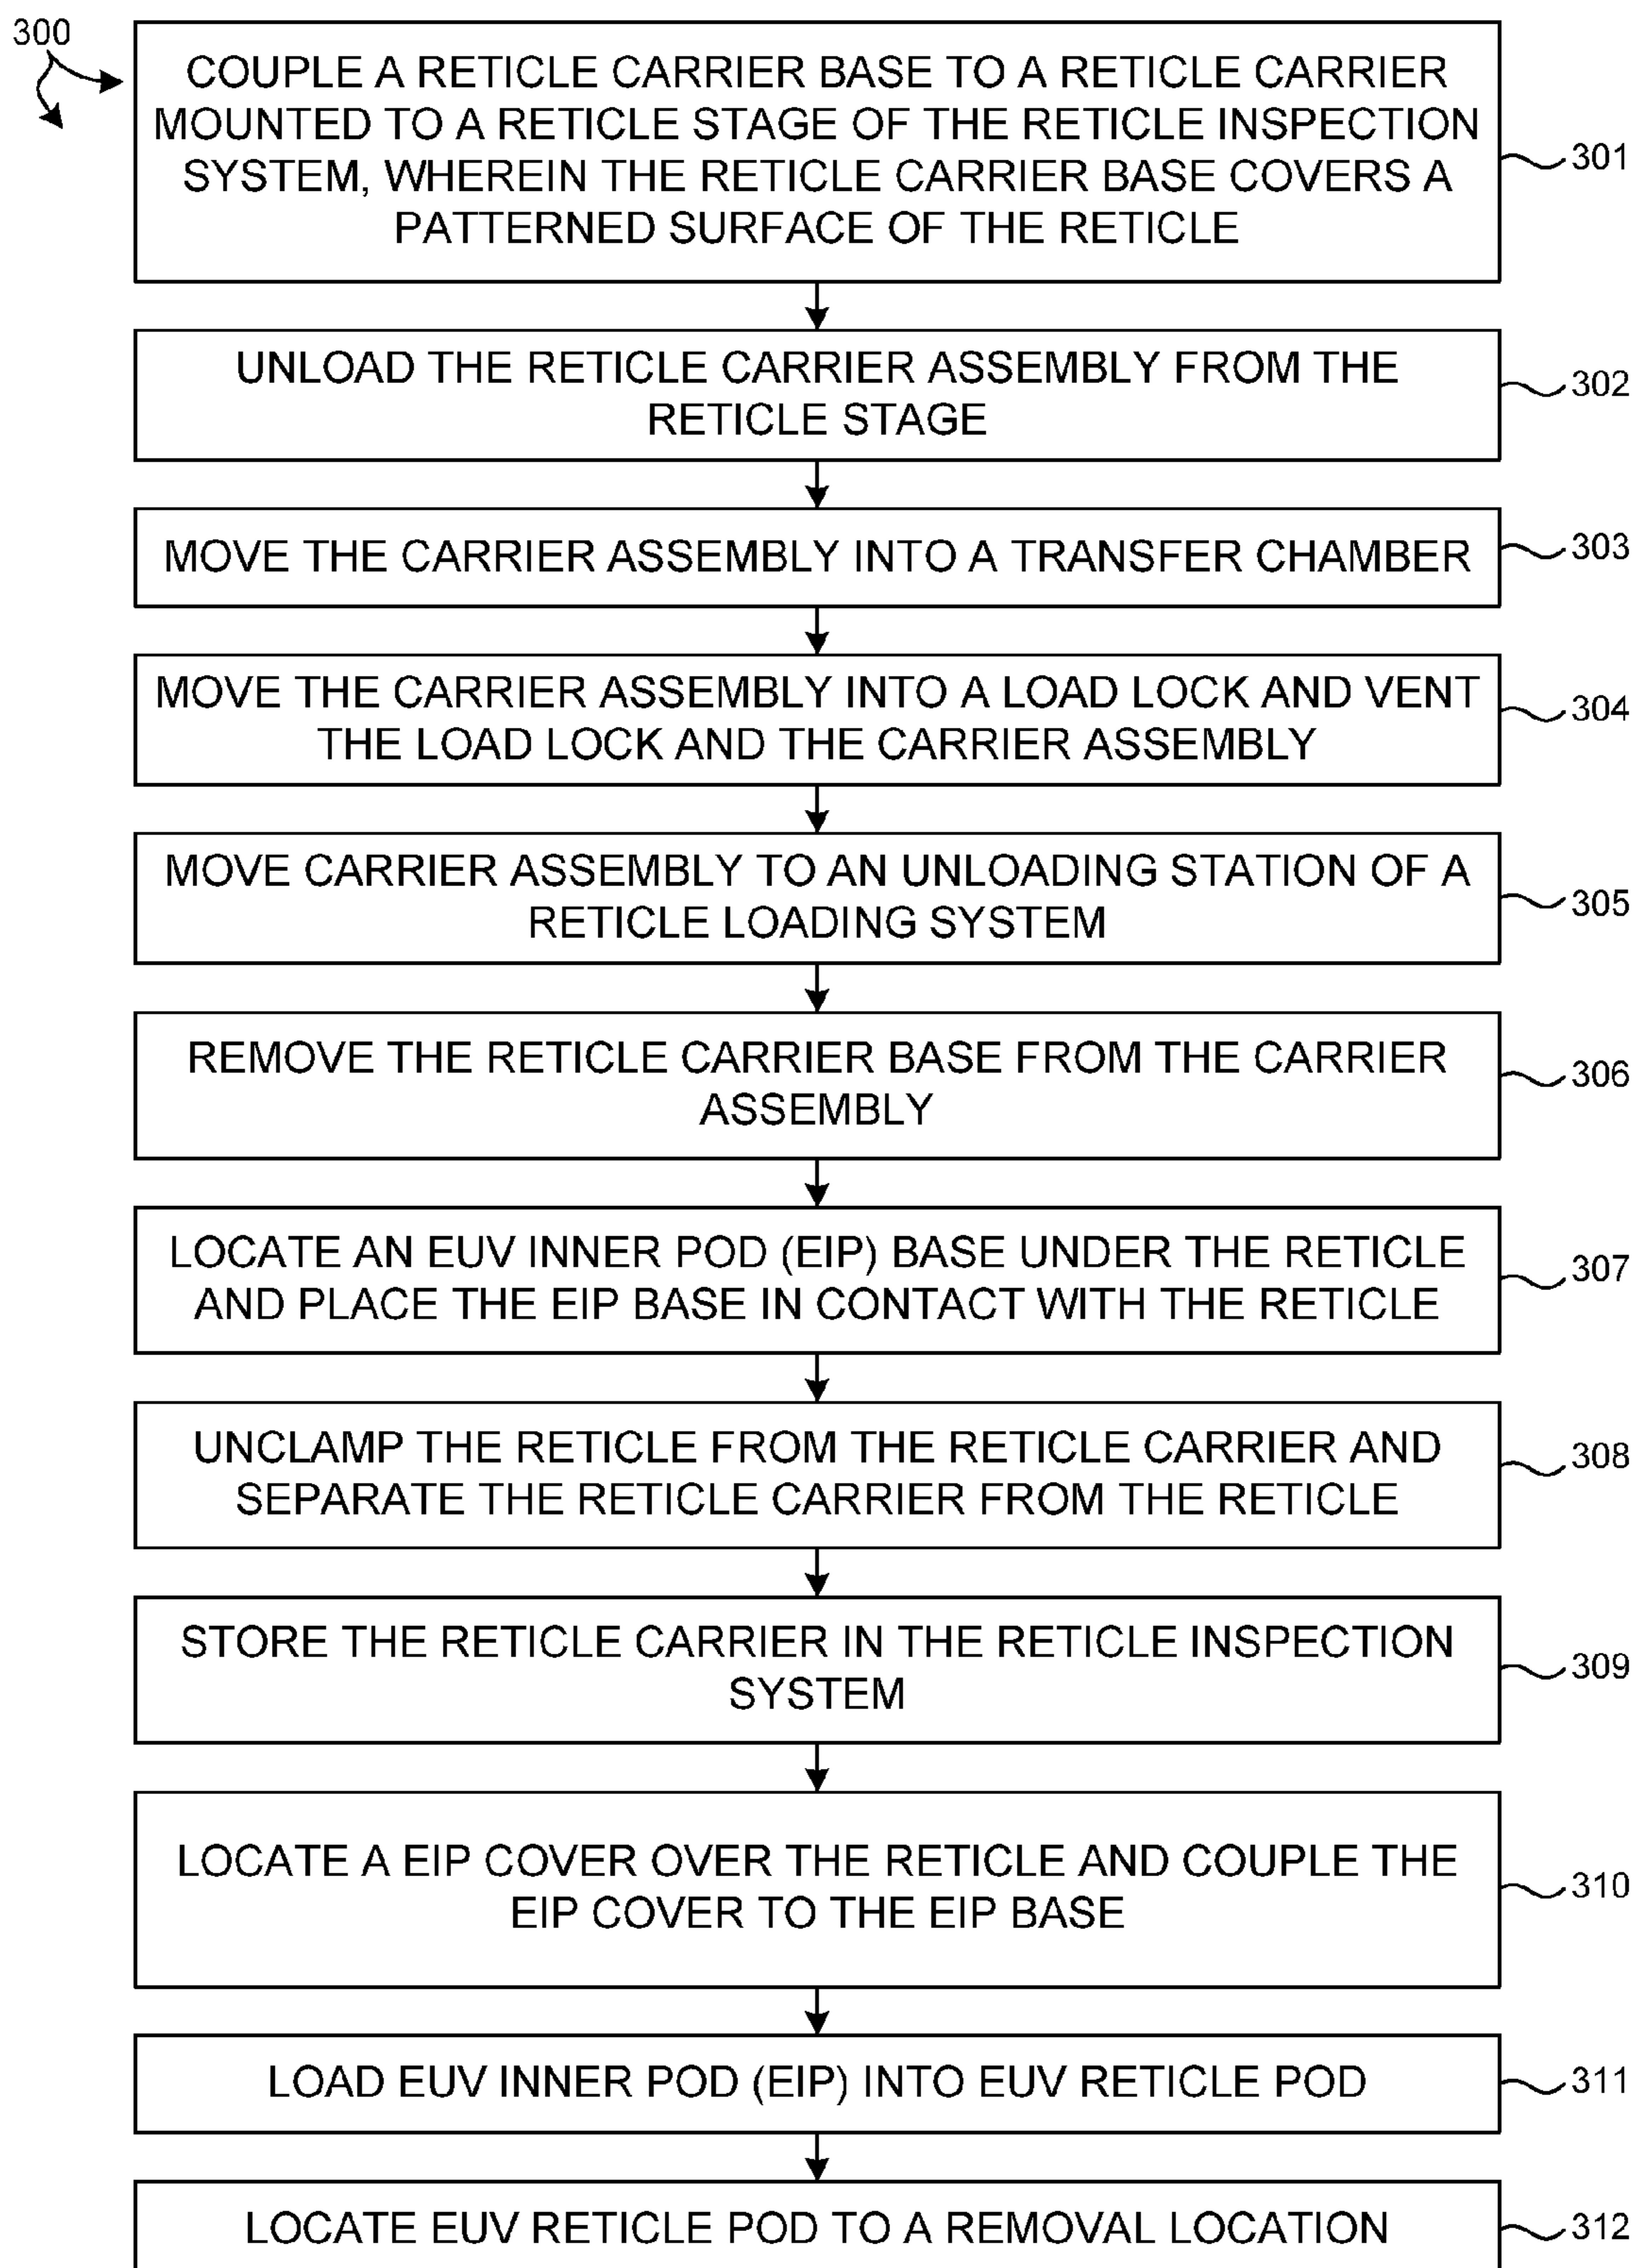 300
COUPLE A RETICLE CARRIER BASE TO A RETICLE CARRIER
MOUNTED TO A RETICLE STAGE OF THE RETICLE INSPECTION
SYSTEM, WHEREIN THE RETICLE CARRIER BASE COVERS A
PATTERNED SURFACE OF THE RETICLE
301
UNLOAD THE RETICLE CARRIER ASSEMBLY FROM THE
RETICLE STAGE
302
MOVE THE CARRIER ASSEMBLY INTO A TRANSFER CHAMBER
303
MOVE THE CARRIER ASSEMBLY INTO A LOAD LOCK AND VENT
THE LOAD LOCK AND THE CARRIER ASSEMBLY
304
MOVE CARRIER ASSEMBLY TO AN UNLOADING STATION OF A
RETICLE LOADING SYSTEM
305
REMOVE THE RETICLE CARRIER BASE FROM THE CARRIER
ASSEMBLY
306
LOCATE AN EUV INNER POD (EIP) BASE UNDER THE RETICLE
AND PLACE THE EIP BASE IN CONTACT WITH THE RETICLE
307
UNCLAMP THE RETICLE FROM THE RETICLE CARRIER AND
SEPARATE THE RETICLE CARRIER FROM THE RETICLE
308
STORE THE RETICLE CARRIER IN THE RETICLE INSPECTION
SYSTEM
309
LOCATE A EIP COVER OVER THE RETICLE AND COUPLE THE
EIP COVER TO THE EIP BASE
310
LOAD EUV INNER POD (EIP) INTO EUV RETICLE POD
311
LOCATE EUV RETICLE POD TO A REMOVAL LOCATION
312